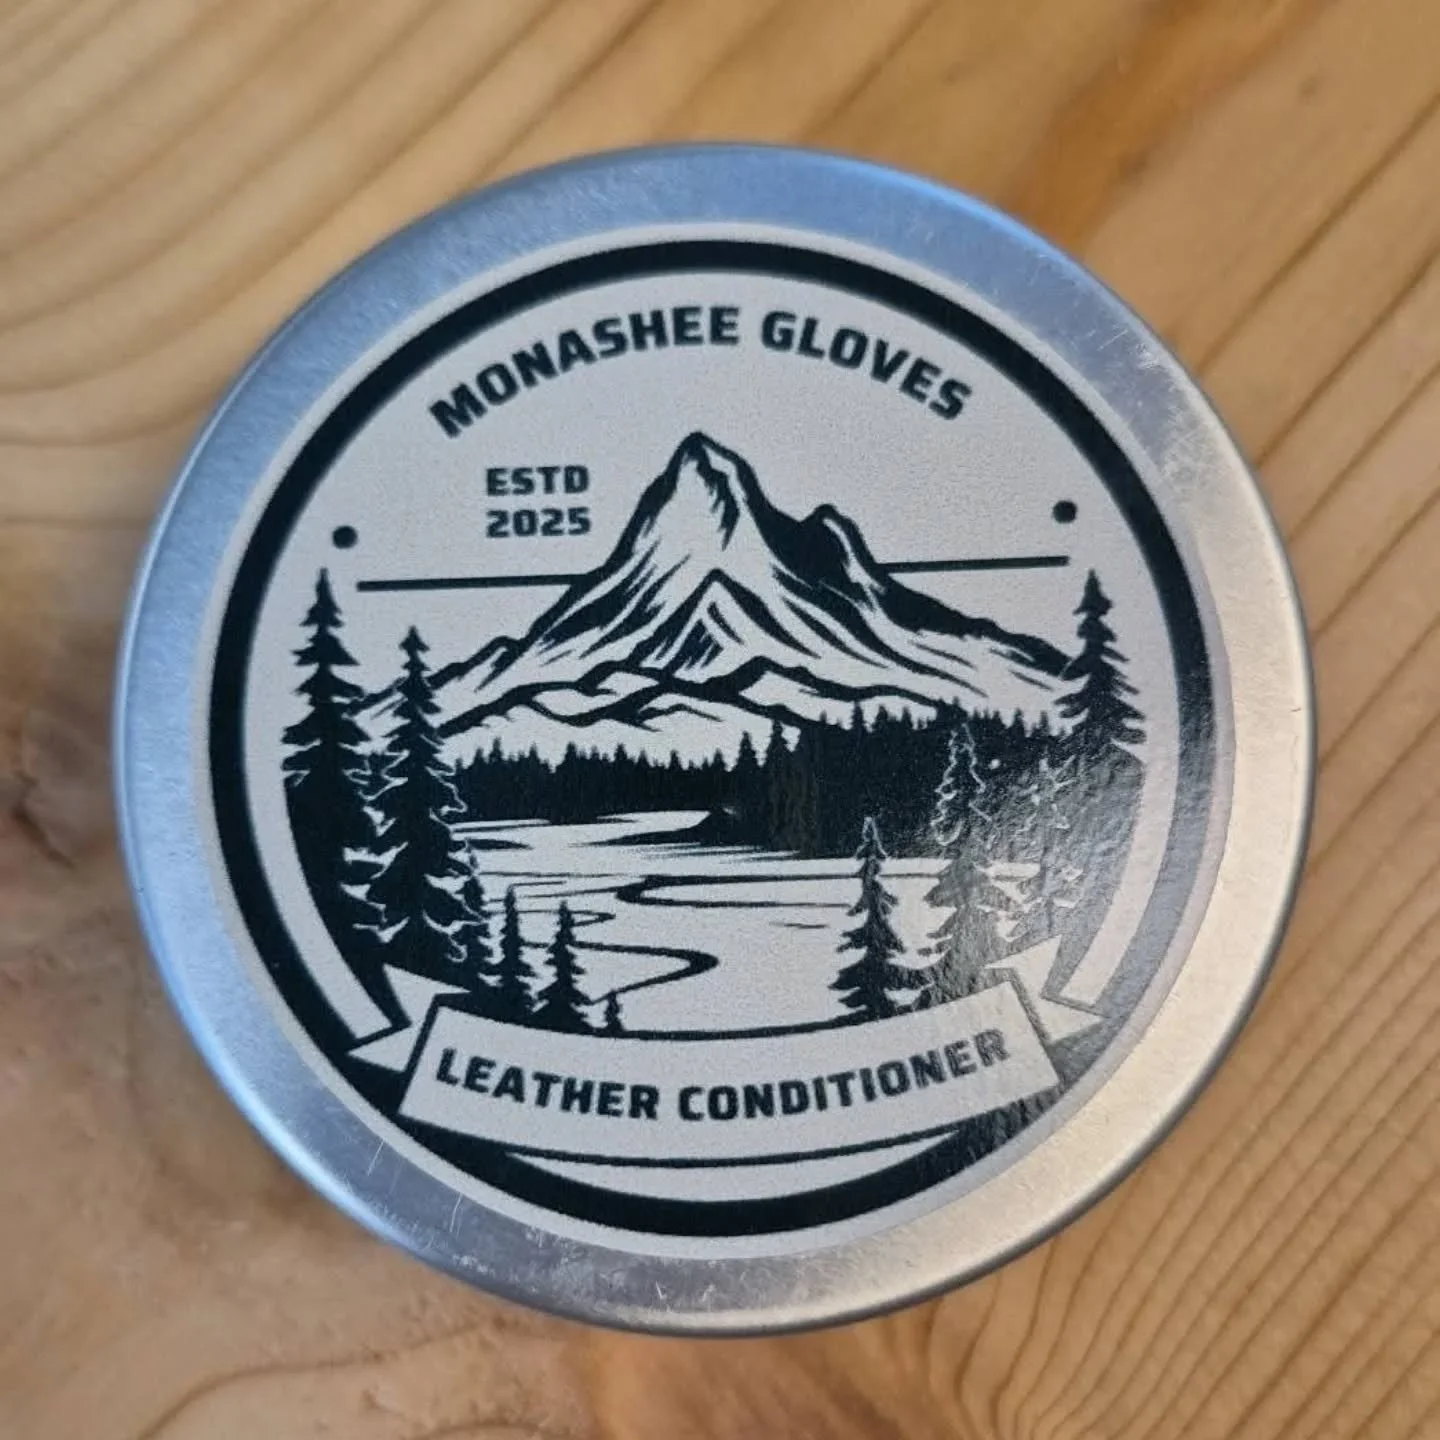 MONASHEE GLOVES
ESTD
2025
LEATHER CONDITIONER